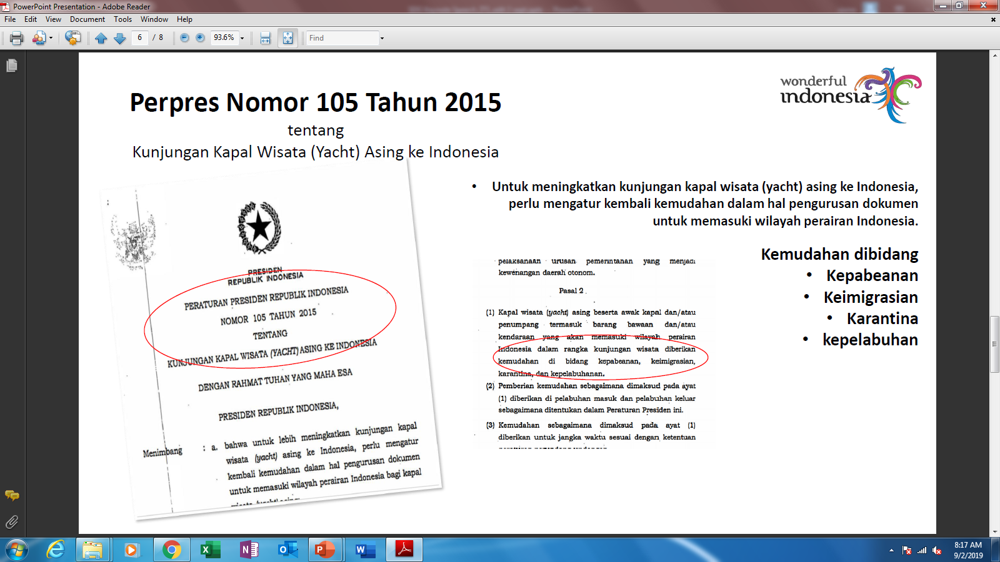 PowerPoint Presentation - Adobe Reader
File Edit View Document Tools Window Help
6 / 8 93.6% Find
wonderful
indonesia
Perpres Nomor 105 Tahun 2015
tentang
Kunjungan Kapal Wisata (Yacht) Asing ke Indonesia
PRESIDEN
REPUBLIK INDONESIA
PERATURAN PRESIDEN REPUBLIK INDONESIA
NOMOR 105 TAHUN 2015
TENTANG
KUNJUNGAN KAPAL WISATA (YACHT) ASING KE INDONESIA
DENGAN RAHMAT TUHAN YANG MAHA ESA
PRESIDEN REPUBLIK INDONESIA,
Menimbang : a. bahwa untuk lebih meningkatkan kunjungan kapal
wisata (yacht) asing ke Indonesia, perlu mengatur
kembali kemudahan dalam hal pengurusan dokumen
untuk memasuki wilayah perairan Indonesia bagi kapal
wisata (yacht) asing;
• Untuk meningkatkan kunjungan kapal wisata (yacht) asing ke Indonesia,
perlu mengatur kembali kemudahan dalam hal pengurusan dokumen
untuk memasuki wilayah perairan Indonesia.
pelaksanaan urusan pemerintahan yang menjadi
kewenangan daerah otonom.
Pasal 2
(1) Kapal wisata (yacht) asing beserta awak kapal dan/atau
penumpang termasuk barang bawaan dan/atau
kendaraan yang akan memasuki wilayah perairan
Indonesia dalam rangka kunjungan wisata diberikan
kemudahan di bidang kepabeanan, keimigrasian,
karantina, dan kepelabuhanan.
(2) Pemberian kemudahan sebagaimana dimaksud pada ayat
(1) diberikan di pelabuhan masuk dan pelabuhan keluar
sebagaimana ditentukan dalam Peraturan Presiden ini.
(3) Kemudahan sebagaimana dimaksud pada ayat (1)
diberikan untuk jangka waktu sesuai dengan ketentuan
Kemudahan dibidang
• Kepabeanan
• Keimigrasian
• Karantina
• kepelabuhan
8:17 AM
9/2/2019